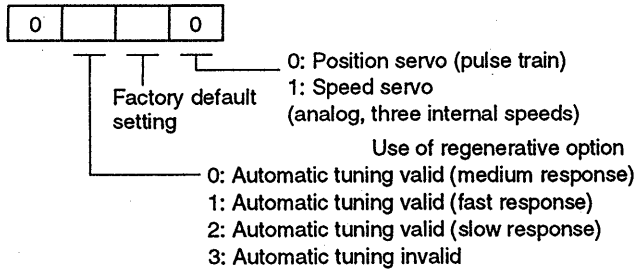 0 0
0: Position servo (pulse train)
1: Speed servo
(analog, three internal speeds)
Factory default
setting
Use of regenerative option
0: Automatic tuning valid (medium response)
1: Automatic tuning valid (fast response)
2: Automatic tuning valid (slow response)
3: Automatic tuning invalid